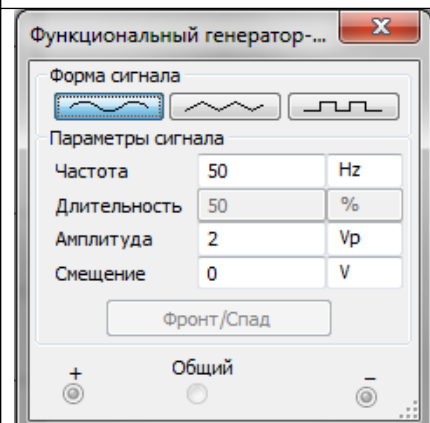 Функциональный генератор-...
Форма сигнала
Параметры сигнала
Частота 50 Hz
Длительность 50 %
Амплитуда 2 Vp
Смещение 0 V
Фронт/Спад
+ Общий −